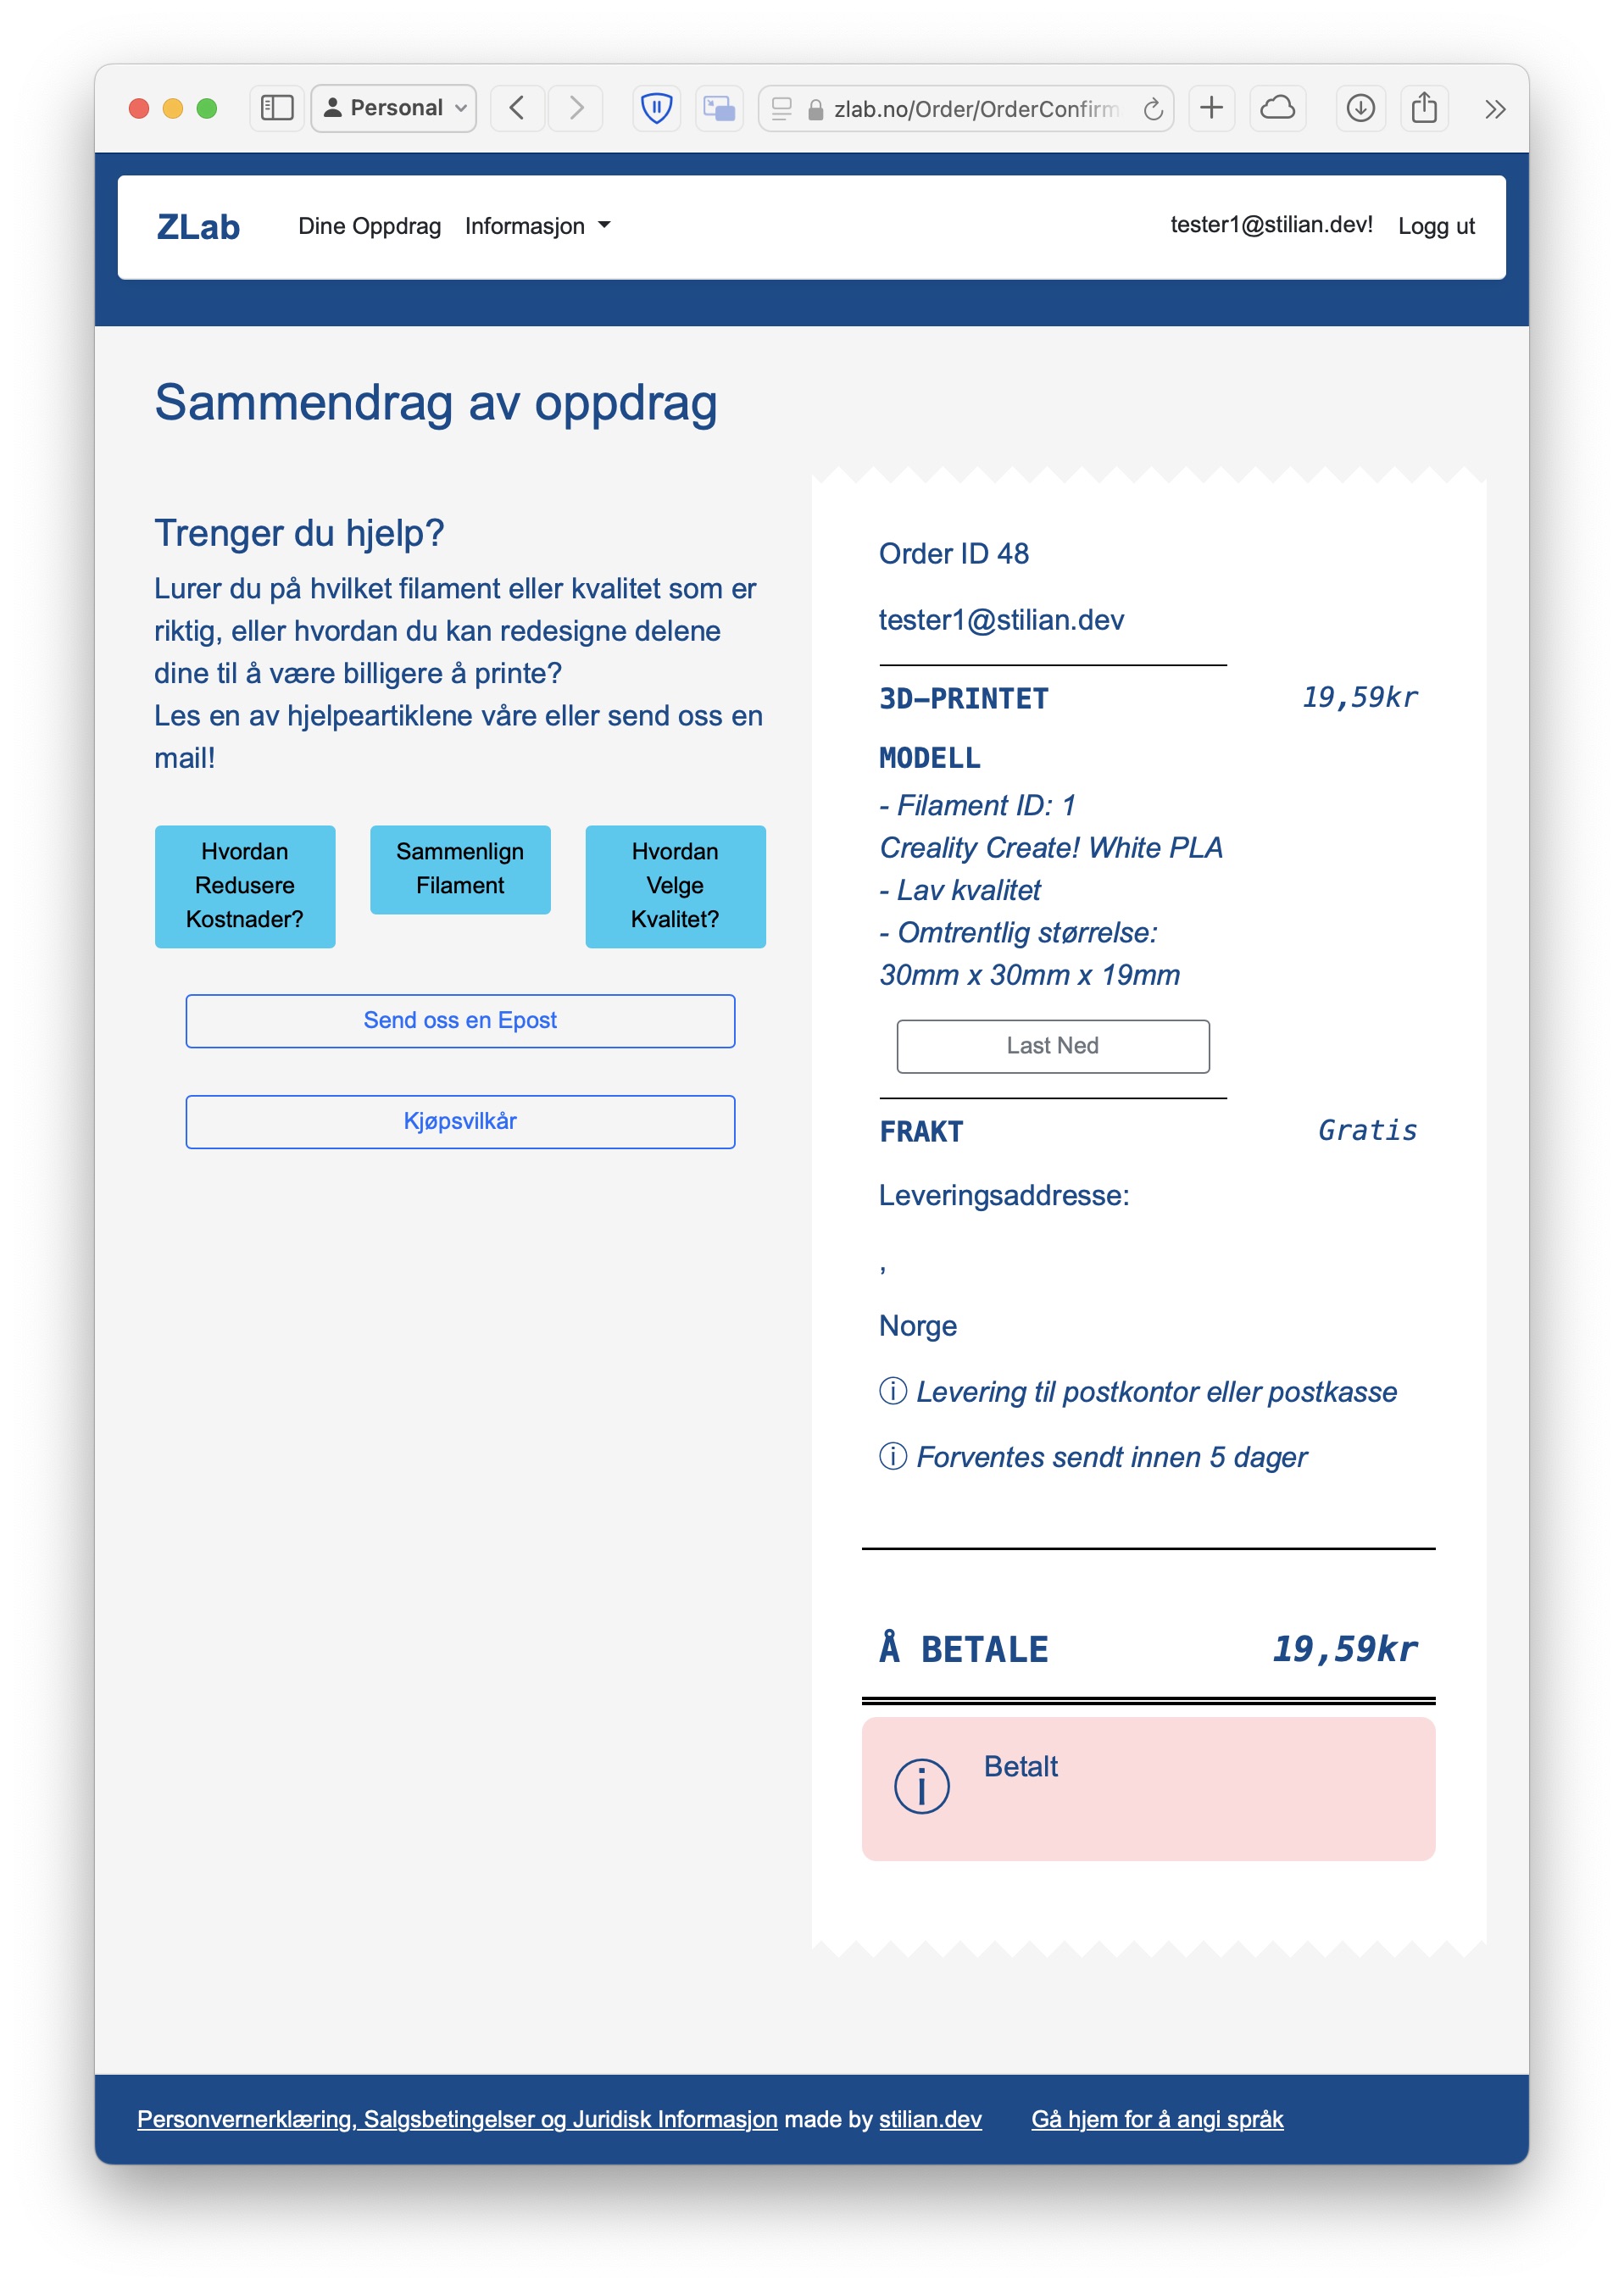 Personal
zlab.no/Order/OrderConfirm
ZLab
Dine Oppdrag
Informasjon
tester1@stilian.dev!
Logg ut
Sammendrag av oppdrag
Trenger du hjelp?
Lurer du på hvilket filament eller kvalitet som er
riktig, eller hvordan du kan redesigne delene
dine til å være billigere å printe?
Les en av hjelpeartiklene våre eller send oss en
mail!
Hvordan
Redusere
Kostnader?
Sammenlign
Filament
Hvordan
Velge
Kvalitet?
Send oss en Epost
Kjøpsvilkår
Order ID 48
tester1@stilian.dev
3D-PRINTET 19,59kr
MODELL
- Filament ID: 1
Creality Create! White PLA
- Lav kvalitet
- Omtrentlig størrelse:
30mm x 30mm x 19mm
Last Ned
FRAKT Gratis
Leveringsaddresse:
,
Norge
Levering til postkontor eller postkasse
Forventes sendt innen 5 dager
Å BETALE 19,59kr
Betalt
Personvernerklæring, Salgsbetingelser og Juridisk Informasjon made by stilian.dev
Gå hjem for å angi språk